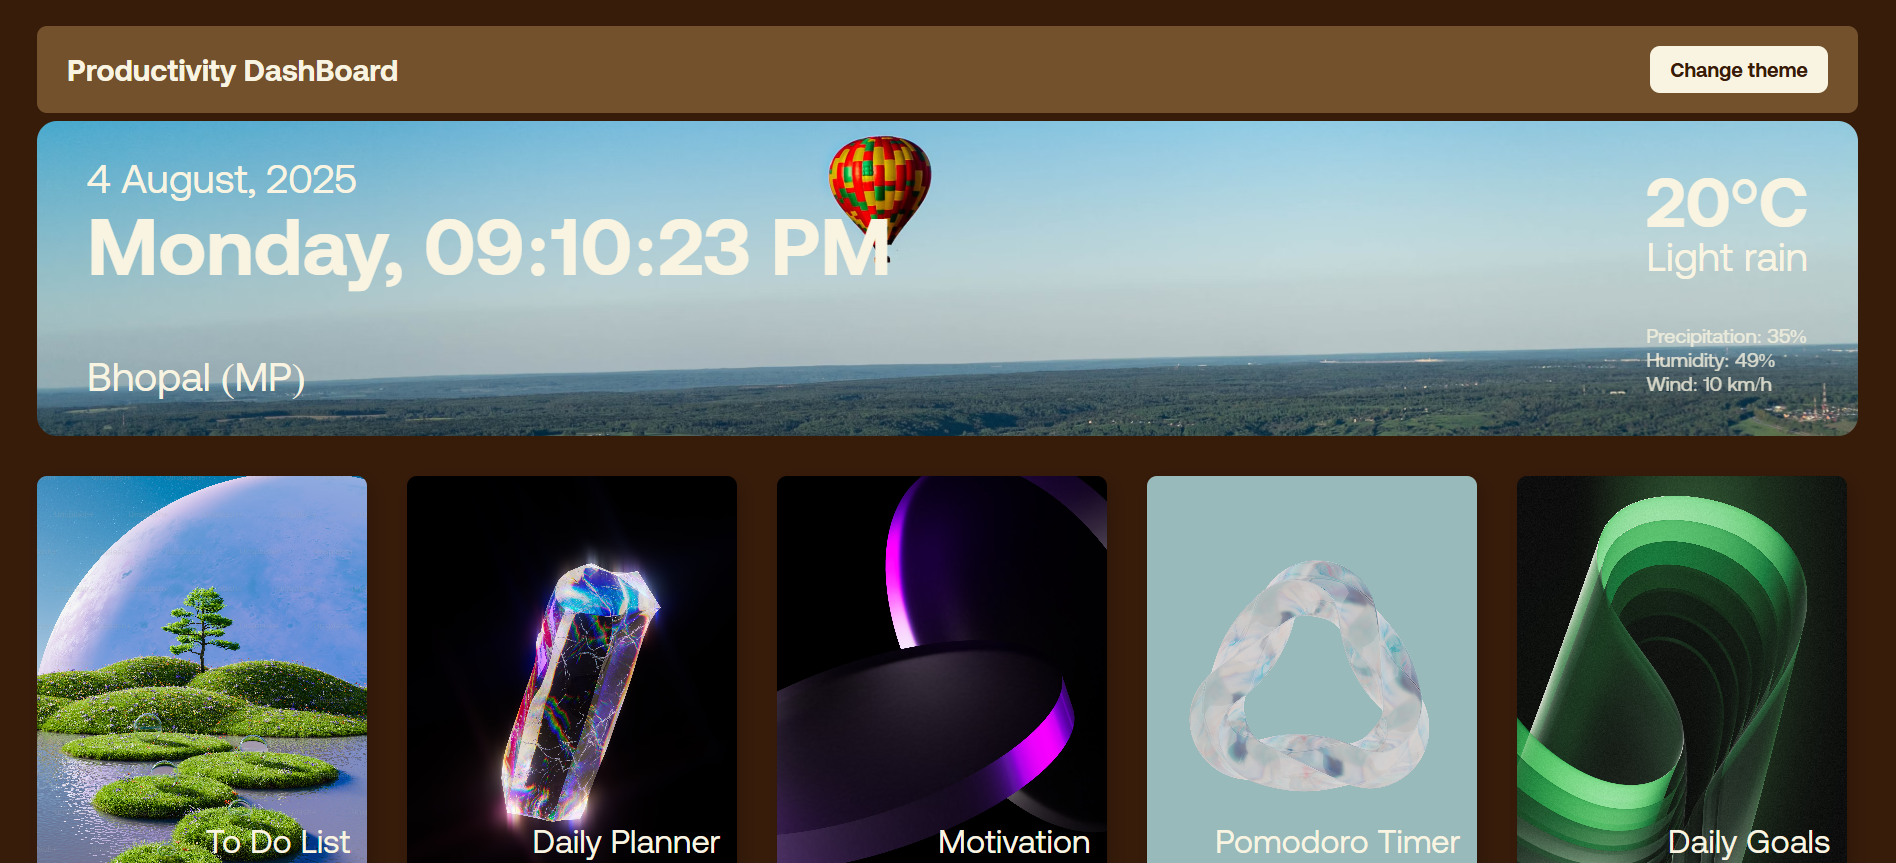 Productivity DashBoard
Change theme
4 August, 2025
Monday, 09:10:23 PM
Bhopal (MP)
20°C
Light rain
Precipitation: 35%
Humidity: 49%
Wind: 10 km/h
To Do List
Daily Planner
Motivation
Pomodoro Timer
Daily Goals